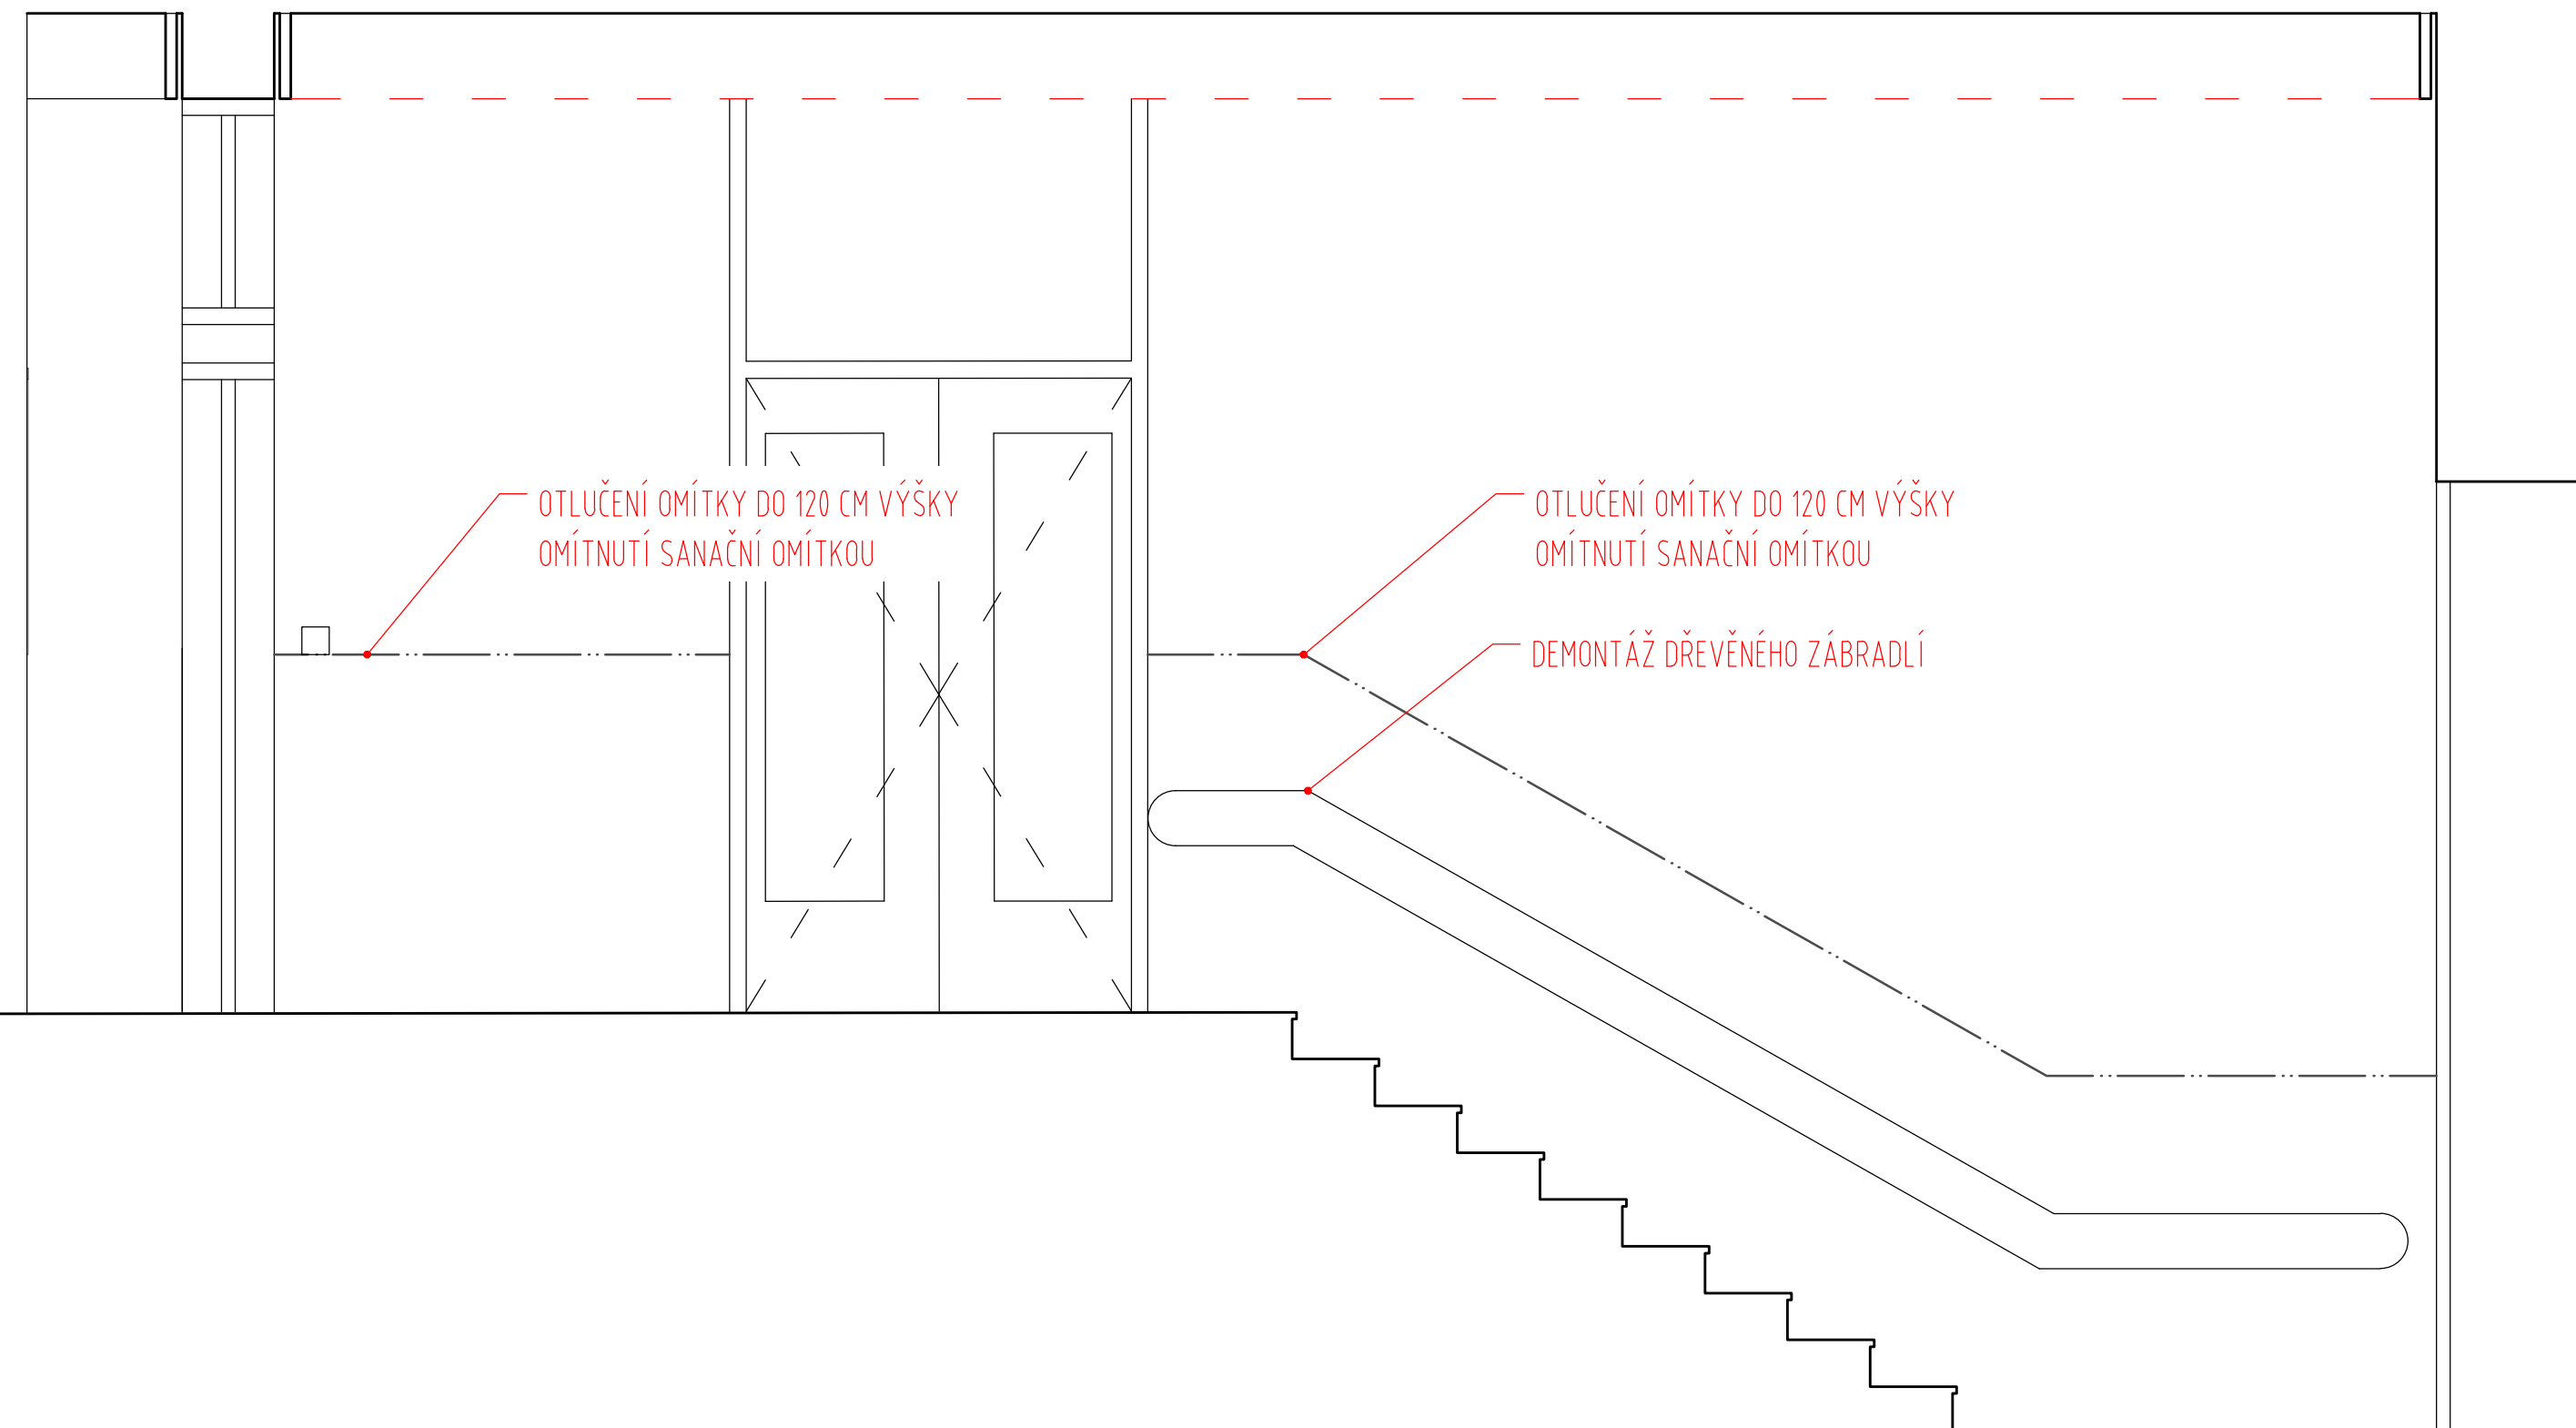 OTLUČENÍ OMÍTKY DO 120 CM VÝŠKY
OMÍTNUTÍ SANAČNÍ OMÍTKOU
OTLUČENÍ OMÍTKY DO 120 CM VÝŠKY
OMÍTNUTÍ SANAČNÍ OMÍTKOU
DEMONTÁŽ DŘEVĚNÉHO ZÁBRADLÍ